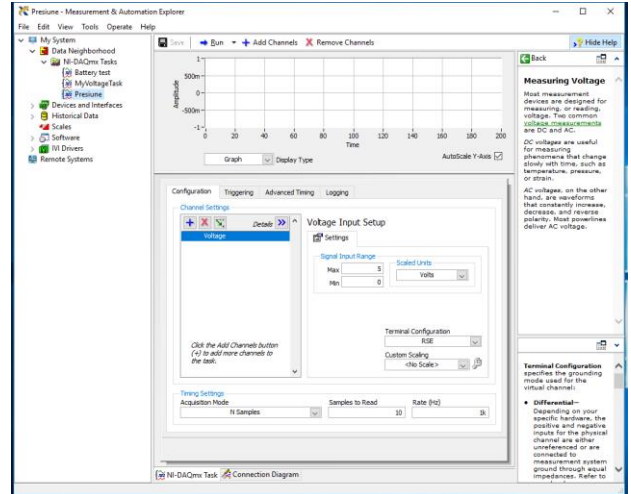 Presiune - Measurement & Automation Explorer
File Edit View Tools Operate Help
My System
Data Neighborhood
NI-DAQmx Tasks
Battery test
MyVoltageTask
Presiune
Devices and Interfaces
Historical Data
Scales
Software
IVI Drivers
Remote Systems
Save Run Add Channels Remove Channels Hide Help
1-
500m-
0-
-500m-
-1-
Amplitude
0 20 40 60 80 100 120 140 160 180 200
Time
Graph Display Type AutoScale Y-Axis
Configuration Triggering Advanced Timing Logging
Channel Settings
Details
Voltage
Click the Add Channels button
(+) to add more channels to
the task.
Voltage Input Setup
Settings
Signal Input Range
Max 5
Min 0
Scaled Units
Volts
Terminal Configuration
RSE
Custom Scaling
<No Scale>
Timing Settings
Acquisition Mode Samples to Read Rate (Hz)
N Samples 10 1k
NI-DAQmx Task Connection Diagram
Back
Measuring Voltage
Most measurement
devices are designed for
measuring, or reading,
voltage. Two common
voltage measurements
are DC and AC.
DC voltages are useful
for measuring
phenomena that change
slowly with time, such as
temperature, pressure,
or strain.
AC voltages, on the other
hand, are waveforms
that constantly increase,
decrease, and reverse
polarity. Most powerlines
deliver AC voltage.
Terminal Configuration
specifies the grounding
mode used for the
virtual channel:
• Differential—
Depending on your
specific hardware, the
positive and negative
inputs for the physical
channel are either
unreferenced or are
connected to
measurement system
ground through equal
impedances. Refer to